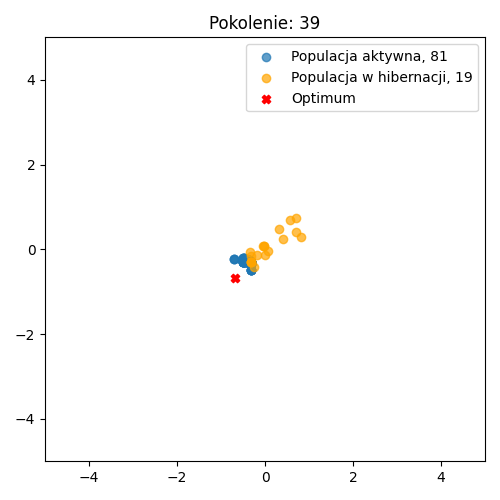 Pokolenie: 39
Populacja aktywna, 81
Populacja w hibernacji, 19
Optimum
4
2
0
−2
−4
−4
−2
0
2
4